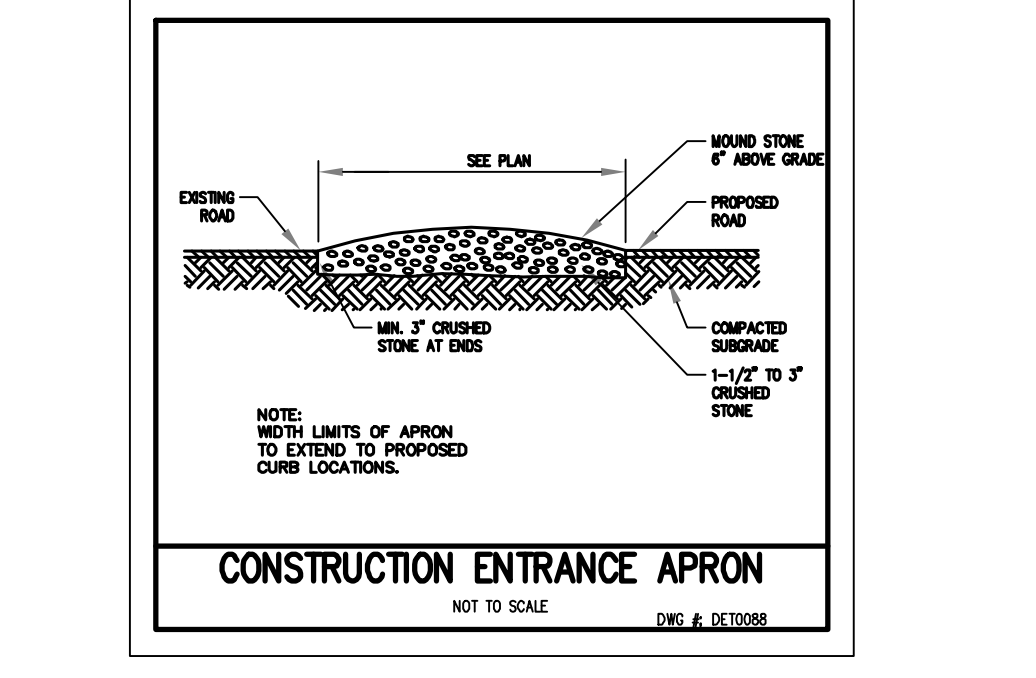 MOUND STONE
6" ABOVE GRADE
SEE PLAN
EXISTING
ROAD
PROPOSED
ROAD
MIN. 3" CRUSHED
STONE AT ENDS
COMPACTED
SUBGRADE
1-1/2" TO 3"
CRUSHED
STONE
NOTE:
WIDTH LIMITS OF APRON
TO EXTEND TO PROPOSED
CURB LOCATIONS.
CONSTRUCTION ENTRANCE APRON
NOT TO SCALE
DWG #: DET0088